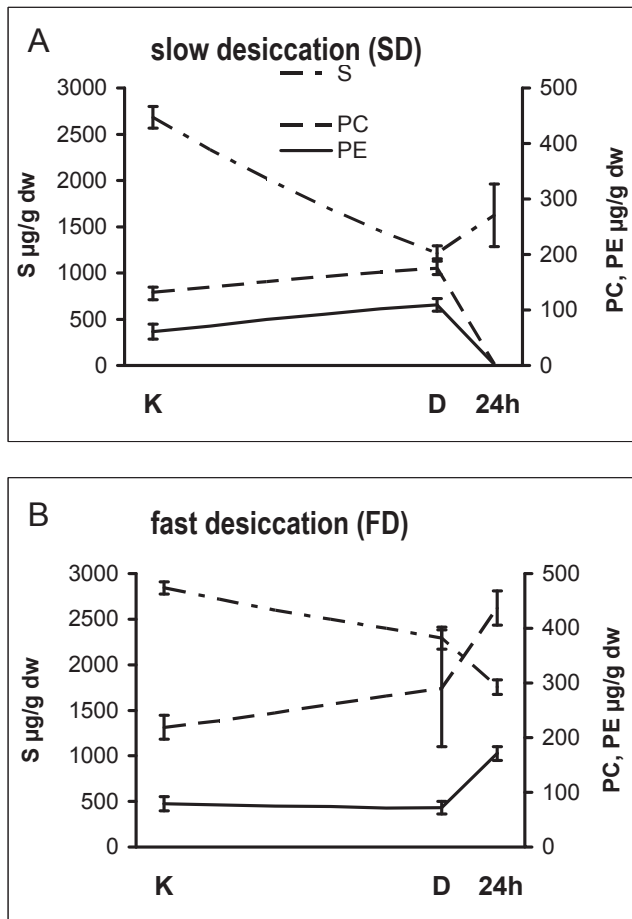 A
slow desiccation (SD)
S
PC
PE
3000
2500
2000
1500
1000
500
0
S µg/g dw
500
400
300
200
100
0
PC, PE µg/g dw
K D 24h
B
fast desiccation (FD)
3000
2500
2000
1500
1000
500
0
S µg/g dw
500
400
300
200
100
0
PC, PE µg/g dw
K D 24h